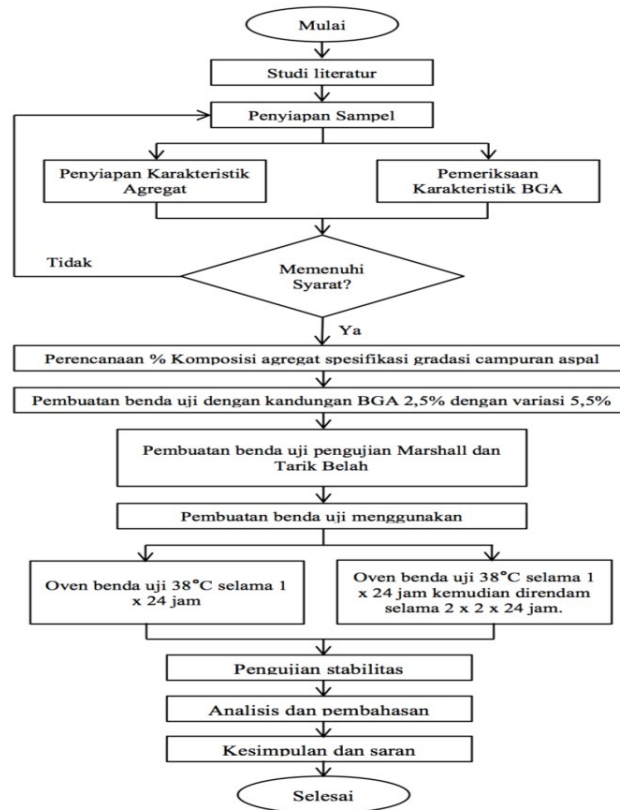 Mulai
Studi literatur
Penyiapan Sampel
Penyiapan Karakteristik
Agregat
Pemeriksaan
Karakteristik BGA
Tidak
Memenuhi
Syarat?
Ya
Perencanaan % Komposisi agregat spesifikasi gradasi campuran aspal
Pembuatan benda uji dengan kandungan BGA 2,5% dengan variasi 5,5%
Pembuatan benda uji pengujian Marshall dan
Tarik Belah
Pembuatan benda uji menggunakan
Oven benda uji 38°C selama 1
x 24 jam
Oven benda uji 38°C selama 1
x 24 jam kemudian direndam
selama 2 x 2 x 24 jam.
Pengujian stabilitas
Analisis dan pembahasan
Kesimpulan dan saran
Selesai